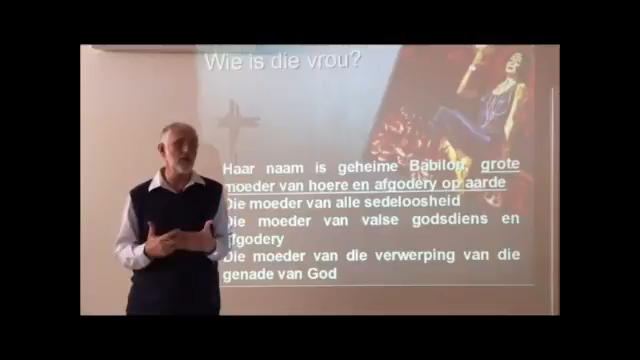 Wie is die vrou?
Haar naam is geheime Babilon, grote
moeder van hoere en afgodery op aarde
Die moeder van alle sedeloosheid
Die moeder van valse godsdiens en
afgodery
Die moeder van die verwerping van die
genade van God